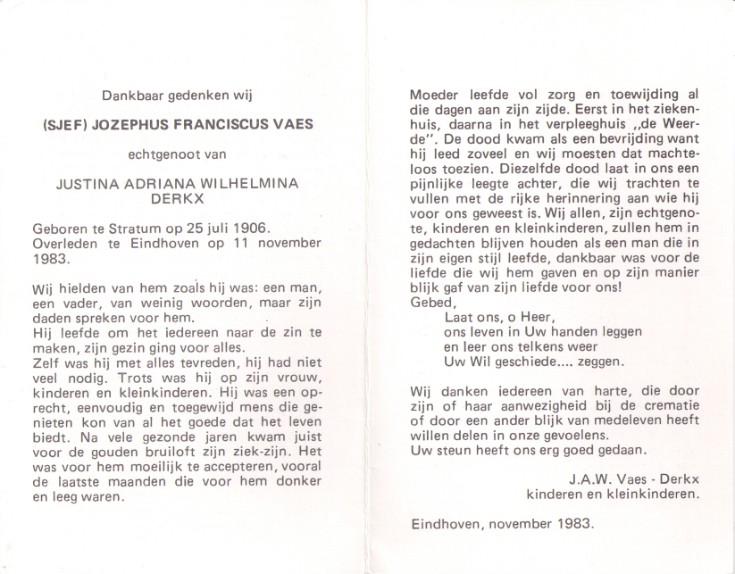 Dankbaar gedenken wij
(SJEF) JOZEPHUS FRANCISCUS VAES
echtgenoot van
JUSTINA ADRIANA WILHELMINA
DERKX
Geboren te Stratum op 25 juli 1906.
Overleden te Eindhoven op 11 november
1983.
Wij hielden van hem zoals hij was: een man,
een vader, van weinig woorden, maar zijn
daden spreken voor hem.
Hij leefde om het iedereen naar de zin te
maken, zijn gezin ging voor alles.
Zelf was hij met alles tevreden, hij had niet
veel nodig. Trots was hij op zijn vrouw,
kinderen en kleinkinderen. Hij was een op-
recht, eenvoudig en toegewijd mens die ge-
nieten kon van al het goede dat het leven
biedt. Na vele gezonde jaren kwam juist
voor de gouden bruiloft zijn ziek-zijn. Het
was voor hem moeilijk te accepteren, vooral
de laatste maanden die voor hem donker
en leeg waren.
Moeder leefde vol zorg en toewijding al
die dagen aan zijn zijde. Eerst in het zieken-
huis, daarna in het verpleeghuis „de Weer-
de". De dood kwam als een bevrijding want
hij leed zoveel en wij moesten dat machte-
loos toezien. Diezelfde dood laat in ons een
pijnlijke leegte achter, die wij trachten te
vullen met de rijke herinnering aan wie hij
voor ons geweest is. Wij allen, zijn echtgeno-
te, kinderen en kleinkinderen, zullen hem in
gedachten blijven houden als een man die in
zijn eigen stijl leefde, dankbaar was voor de
liefde die wij hem gaven en op zijn manier
blijk gaf van zijn liefde voor ons!
Gebed,
Laat ons, o Heer,
ons leven in Uw handen leggen
en leer ons telkens weer
Uw Wil geschiede.... zeggen.
Wij danken iedereen van harte, die door
zijn of haar aanwezigheid bij de crematie
of door een ander blijk van medeleven heeft
willen delen in onze gevoelens.
Uw steun heeft ons erg goed gedaan.
J.A.W. Vaes - Derkx
kinderen en kleinkinderen.
Eindhoven, november 1983.